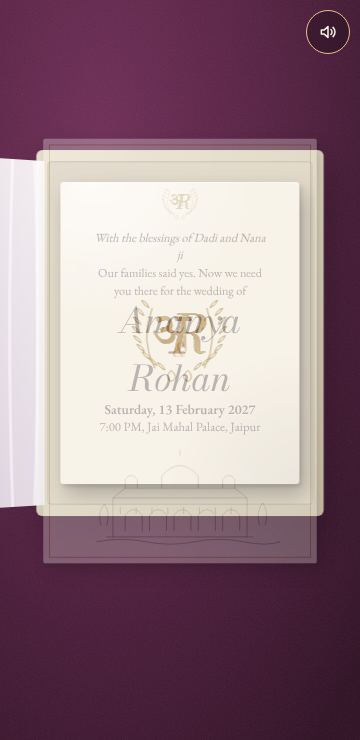 With the blessings of Dadi and Nana
ji
Our families said yes. Now we need
you there for the wedding of
Ananya
Rohan
Saturday, 13 February 2027
7:00 PM, Jai Mahal Palace, Jaipur